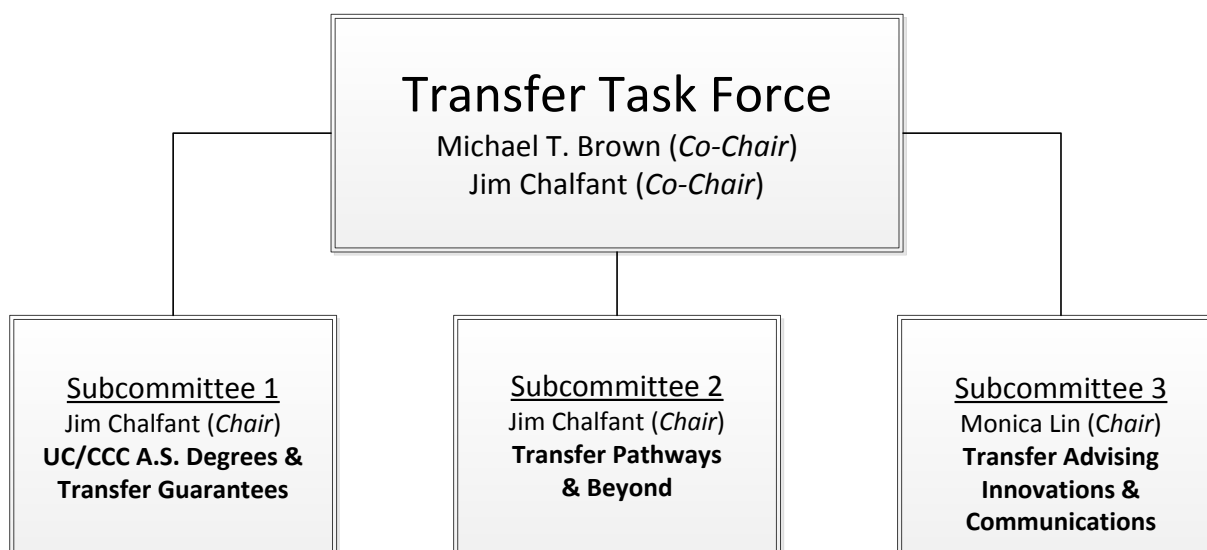 Transfer Task Force
Michael T. Brown (Co-Chair)
Jim Chalfant (Co-Chair)
Subcommittee 1
Jim Chalfant (Chair)
UC/CCC A.S. Degrees &
Transfer Guarantees
Subcommittee 2
Jim Chalfant (Chair)
Transfer Pathways
& Beyond
Subcommittee 3
Monica Lin (Chair)
Transfer Advising
Innovations &
Communications